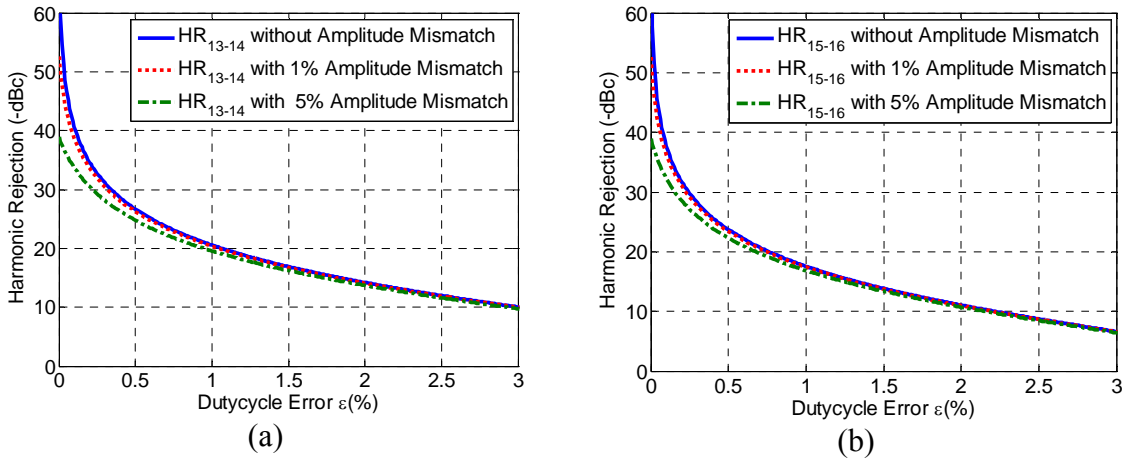 60
50
40
30
20
10
0
Harmonic Rejection (-dBc)
HR13-14 without Amplitude Mismatch
HR13-14 with 1% Amplitude Mismatch
HR13-14 with 5% Amplitude Mismatch
0 0.5 1 1.5 2 2.5 3
Dutycycle Error ε(%)
(a)
60
50
40
30
20
10
0
Harmonic Rejection (-dBc)
HR15-16 without Amplitude Mismatch
HR15-16 with 1% Amplitude Mismatch
HR15-16 with 5% Amplitude Mismatch
0 0.5 1 1.5 2 2.5 3
Dutycycle Error ε(%)
(b)